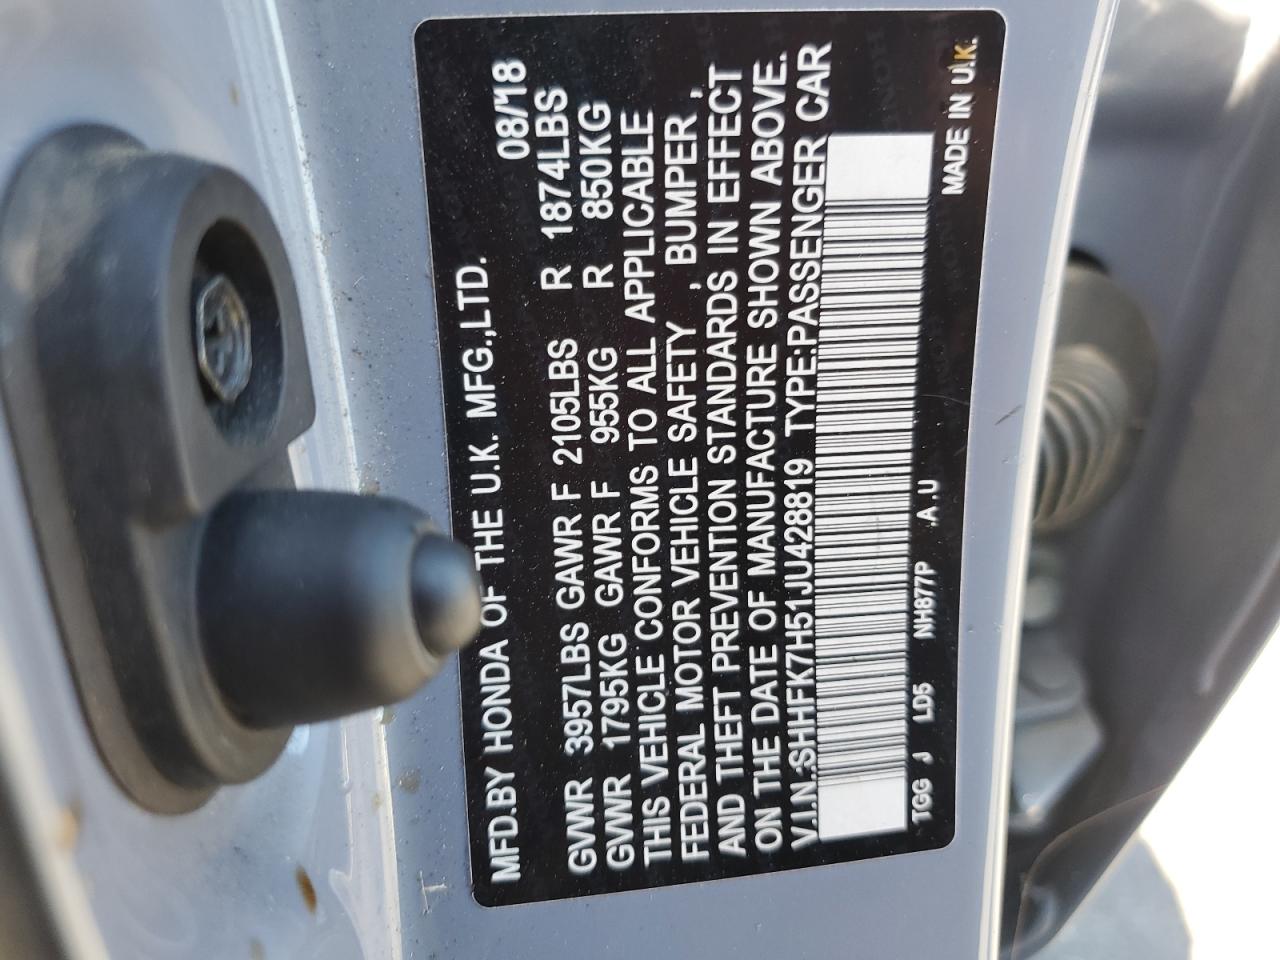 MFD.BY HONDA OF THE U.K. MFG.,LTD. 08/18
GVWR 3957LBS GAWR F 2105LBS R 1874LBS
GVWR 1795KG GAWR F 955KG R 850KG
THIS VEHICLE CONFORMS TO ALL APPLICABLE
FEDERAL MOTOR VEHICLE SAFETY , BUMPER ,
AND THEFT PREVENTION STANDARDS IN EFFECT
ON THE DATE OF MANUFACTURE SHOWN ABOVE.
V.I.N.:SHHFK7H51JU428819 TYPE:PASSENGER CAR
TGG J LD5 NH877P .A.U MADE IN U.K.